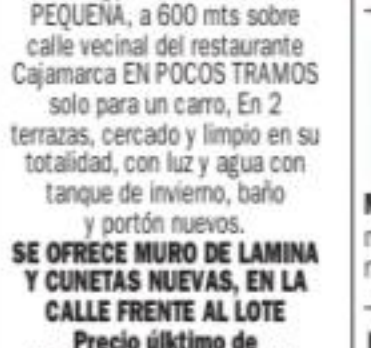 PEQUEÑA, a 600 mts sobre
calle vecinal del restaurante
Cajamarca EN POCOS TRAMOS
solo para un carro, En 2
terrazas, cercado y limpio en su
totalidad, con luz y agua con
tanque de invierno, baño
y portón nuevos.
SE OFRECE MURO DE LAMINA
Y CUNETAS NUEVAS, EN LA
CALLE FRENTE AL LOTE
Precio úlktimo de